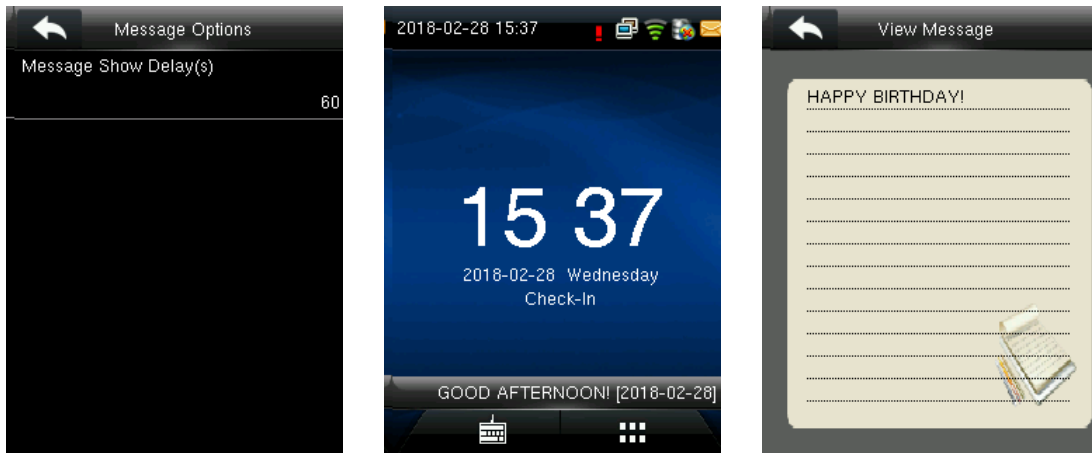 Message Options
Message Show Delay(s)
60
2018-02-28 15:37
15 37
2018-02-28 Wednesday
Check-In
GOOD AFTERNOON! [2018-02-28]
View Message
HAPPY BIRTHDAY!